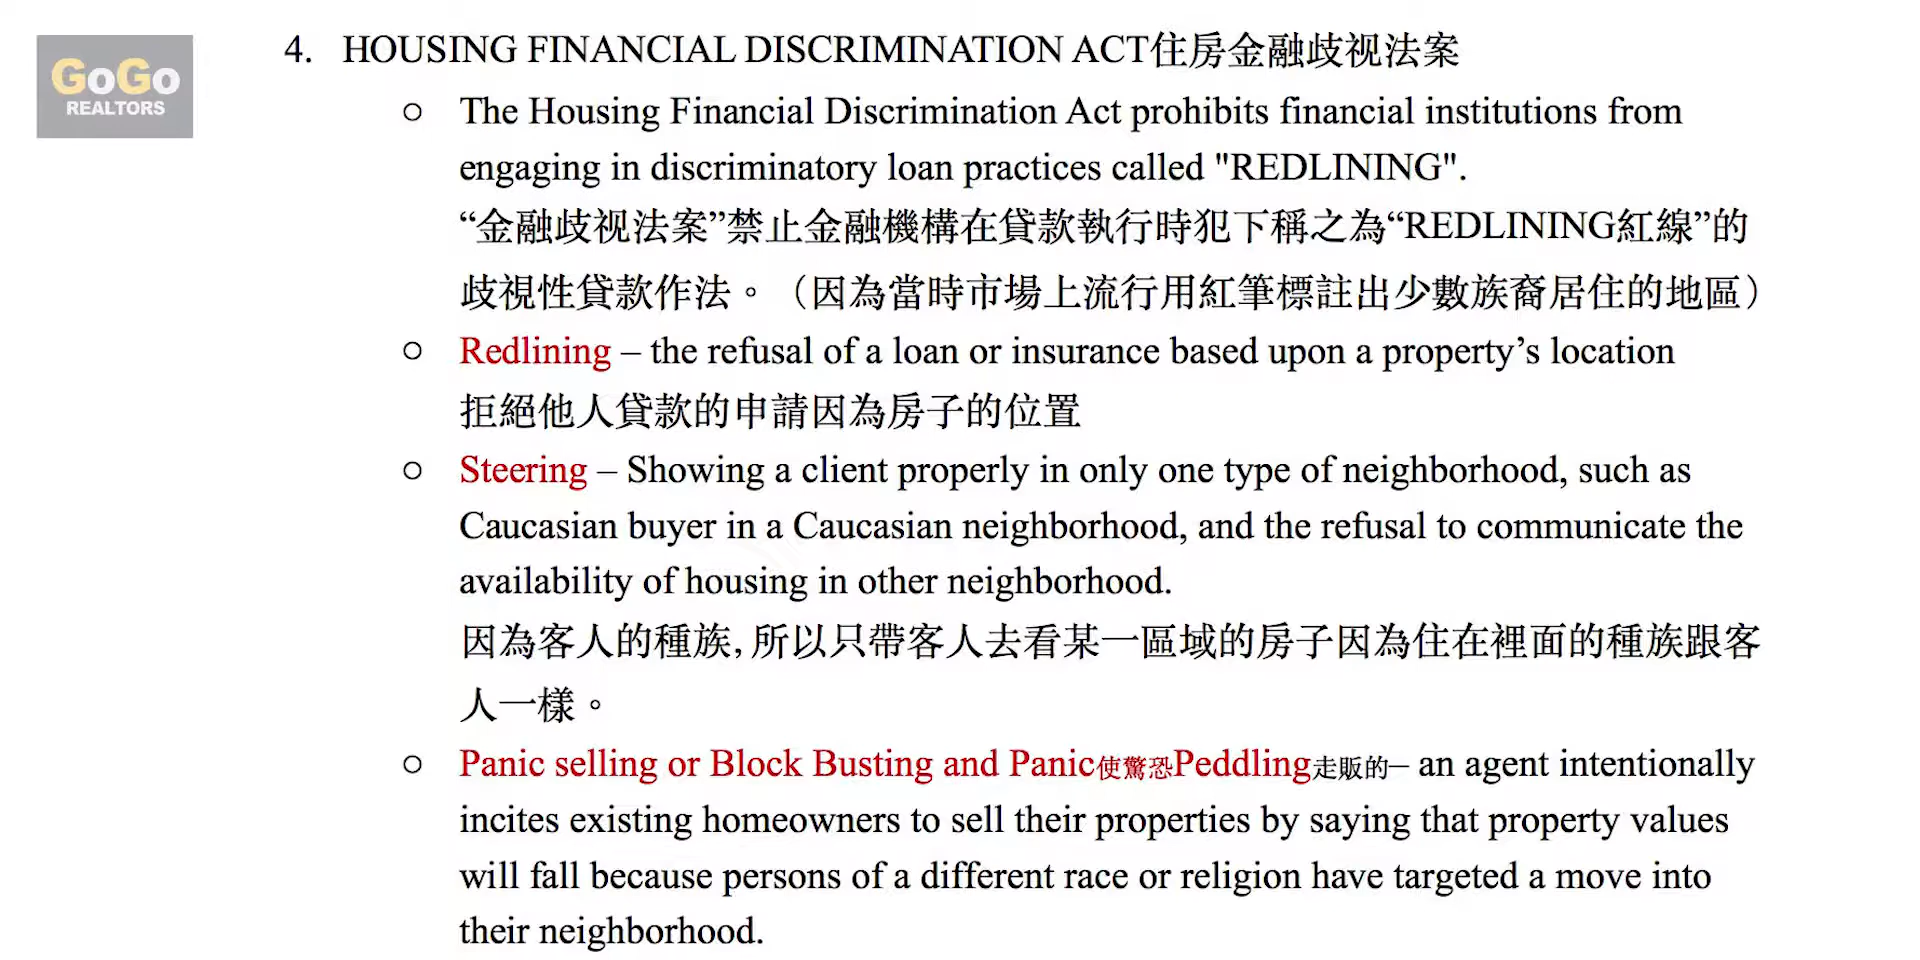 GoGo
REALTORS
4. HOUSING FINANCIAL DISCRIMINATION ACT住房金融歧视法案
○ The Housing Financial Discrimination Act prohibits financial institutions from
engaging in discriminatory loan practices called "REDLINING".
“金融歧视法案”禁止金融機構在貸款執行時犯下稱之為“REDLINING紅線”的
歧視性貸款作法。（因為當時市場上流行用紅筆標註出少數族裔居住的地區）
○ Redlining – the refusal of a loan or insurance based upon a property’s location
拒絕他人貸款的申請因為房子的位置
○ Steering – Showing a client properly in only one type of neighborhood, such as
Caucasian buyer in a Caucasian neighborhood, and the refusal to communicate the
availability of housing in other neighborhood.
因為客人的種族,所以只帶客人去看某一區域的房子因為住在裡面的種族跟客
人一樣。
○ Panic selling or Block Busting and Panic使驚恐Peddling走販的– an agent intentionally
incites existing homeowners to sell their properties by saying that property values
will fall because persons of a different race or religion have targeted a move into
their neighborhood.